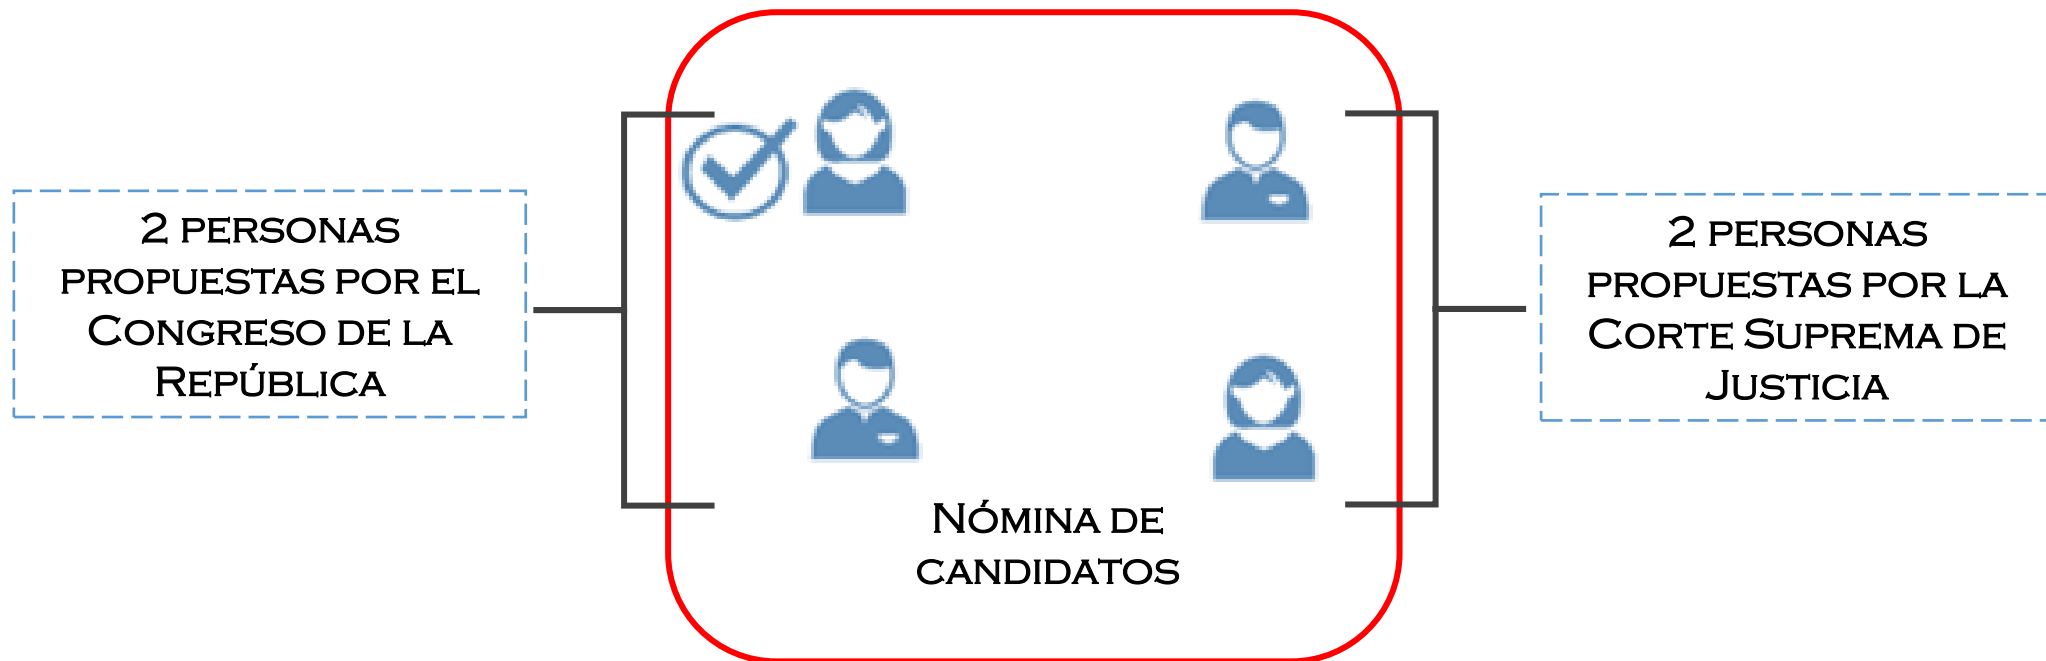 2 personas
propuestas por el
Congreso de la
República
Nómina de
candidatos
2 personas
propuestas por la
Corte Suprema de
Justicia